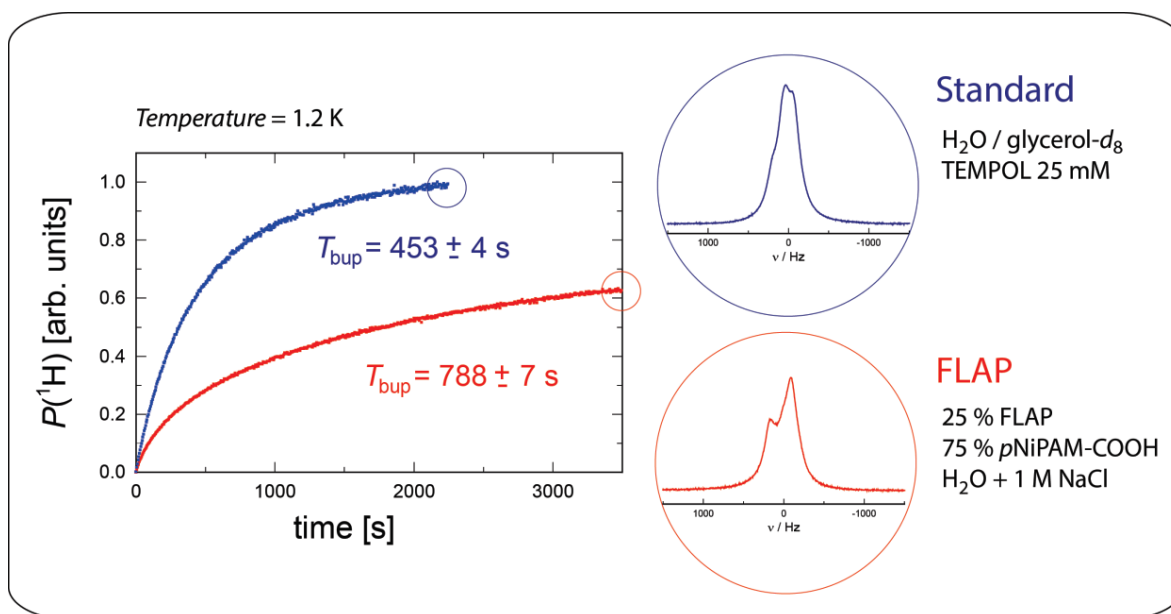 Temperature = 1.2 K
P(¹H) [arb. units]
1.0
0.8
0.6
0.4
0.2
0.0
0
1000
2000
3000
time [s]
T_bup = 453 ± 4 s
T_bup = 788 ± 7 s
1000
0
-1000
ν / Hz
Standard
H₂O / glycerol-d₈
TEMPOL 25 mM
1000
0
-1000
ν / Hz
FLAP
25 % FLAP
75 % pNiPAM-COOH
H₂O + 1 M NaCl